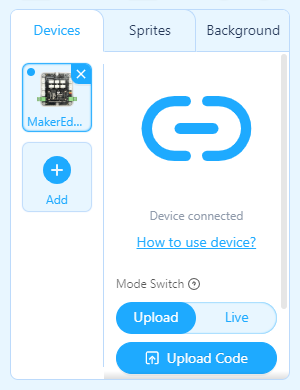 Devices
Sprites
Background
MakerEd...
Add
Device connected
How to use device?
Mode Switch
Upload
Live
Upload Code